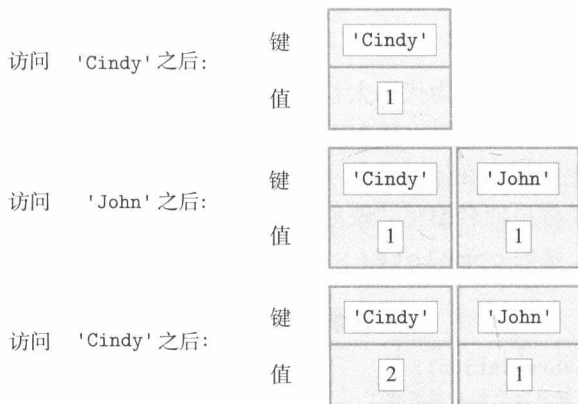 键 'Cindy'
访问 'Cindy'之后:
值 1
键 'Cindy' 'John'
访问 'John'之后:
值 1 1
键 'Cindy' 'John'
访问 'Cindy'之后:
值 2 1